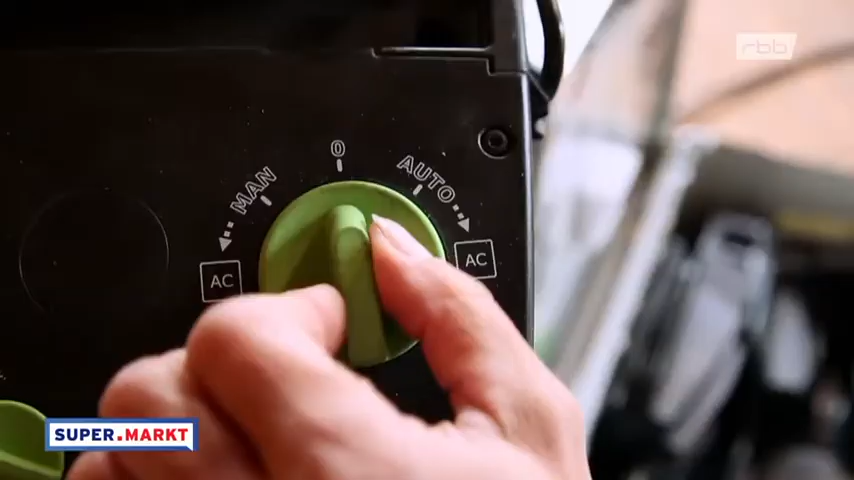 rbb
0
MAN
AUTO
AC
AC
SUPER.MARKT